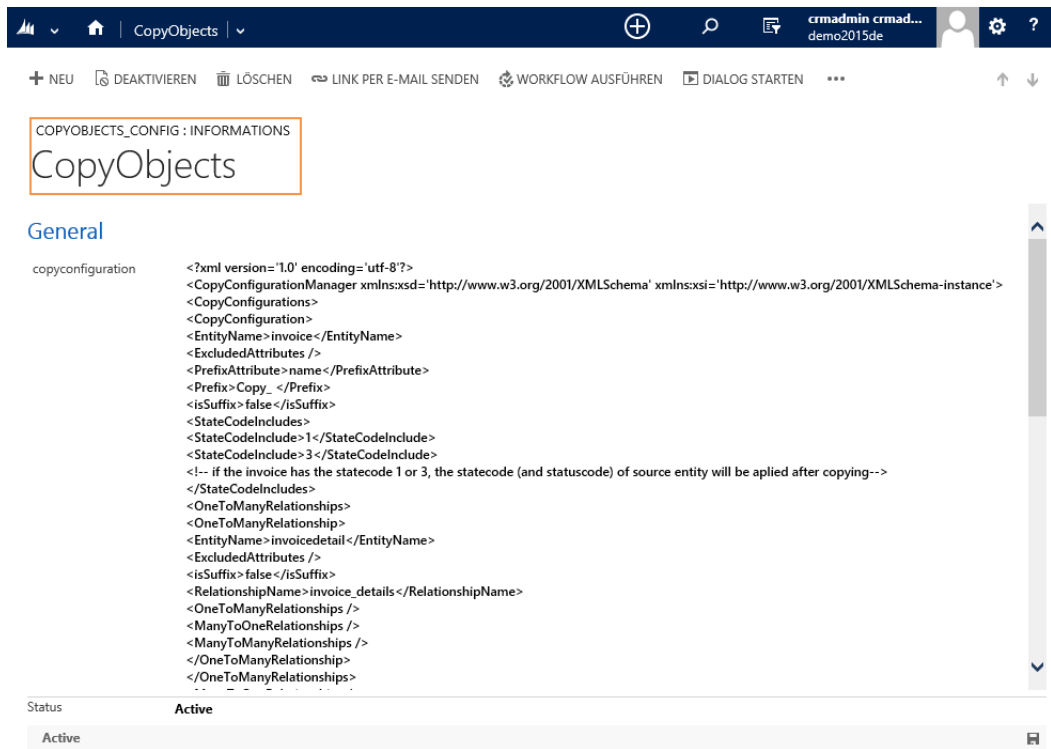 CopyObjects
crmadmin crmad...
demo2015de
?
NEU DEAKTIVIEREN LÖSCHEN LINK PER E-MAIL SENDEN WORKFLOW AUSFÜHREN DIALOG STARTEN •••
COPYOBJECTS_CONFIG : INFORMATIONS
CopyObjects
General
copyconfiguration
<?xml version='1.0' encoding='utf-8'?>
<CopyConfigurationManager xmlns:xsd='http://www.w3.org/2001/XMLSchema' xmlns:xsi='http://www.w3.org/2001/XMLSchema-instance'>
<CopyConfigurations>
<CopyConfiguration>
<EntityName>invoice</EntityName>
<ExcludedAttributes />
<PrefixAttribute>name</PrefixAttribute>
<Prefix>Copy_ </Prefix>
<isSuffix>false</isSuffix>
<StateCodeIncludes>
<StateCodeInclude>1</StateCodeInclude>
<StateCodeInclude>3</StateCodeInclude>
<!-- if the invoice has the statecode 1 or 3, the statecode (and statuscode) of source entity will be aplied after copying-->
</StateCodeIncludes>
<OneToManyRelationships>
<OneToManyRelationship>
<EntityName>invoicedetail</EntityName>
<ExcludedAttributes />
<isSuffix>false</isSuffix>
<RelationshipName>invoice_details</RelationshipName>
<OneToManyRelationships />
<ManyToOneRelationships />
<ManyToManyRelationships />
</OneToManyRelationship>
</OneToManyRelationships>
Status Active
Active